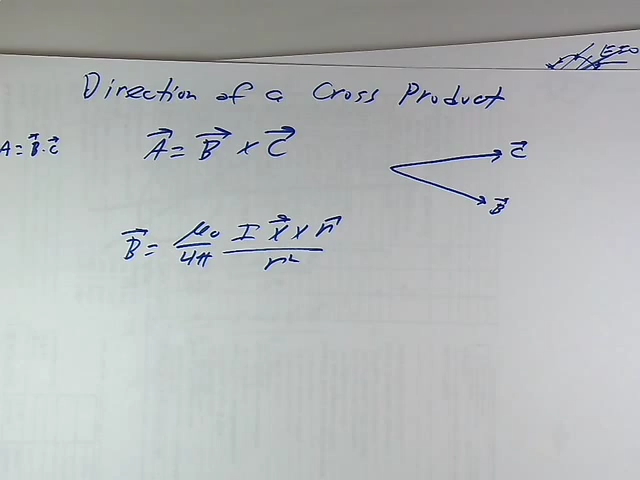 Direction of a Cross Product
A = B⃗ · C⃗
A⃗ = B⃗ × C⃗
C⃗
B⃗
B⃗ = μ₀/4π I x⃗ × r⃗ / r²